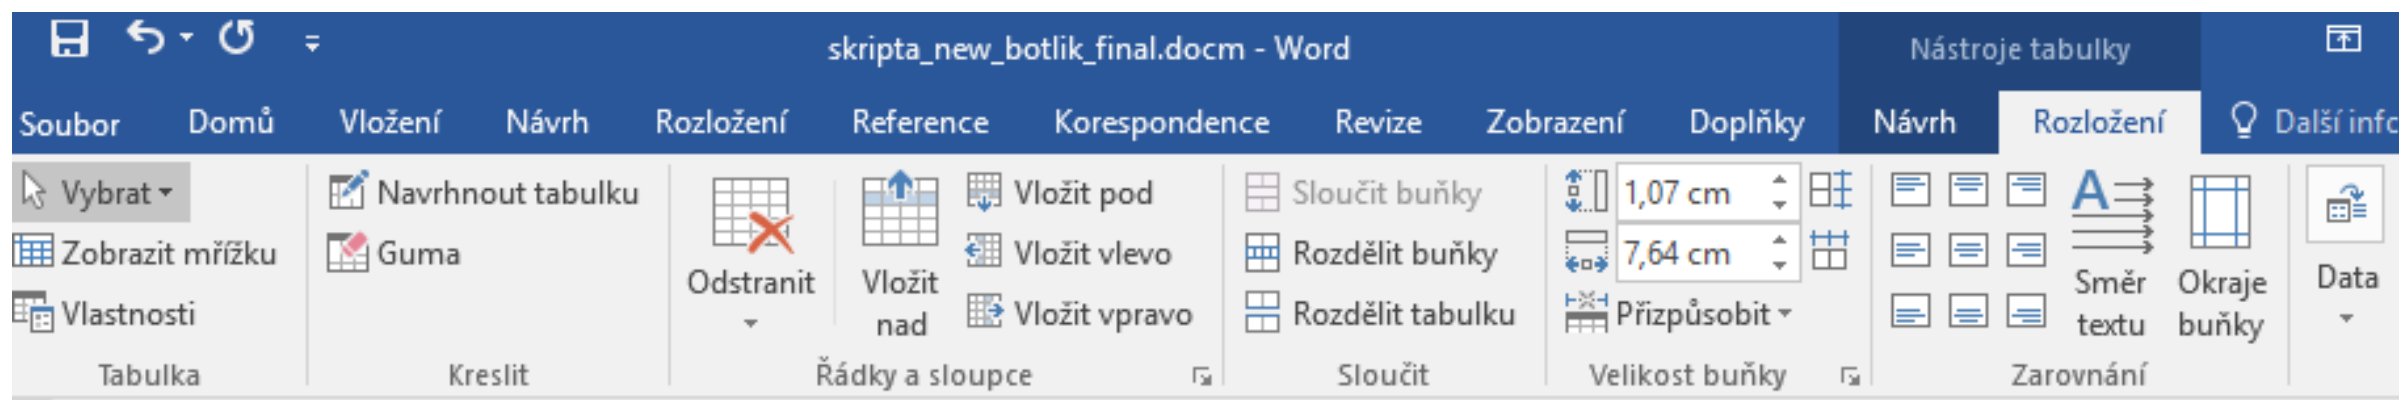 skripta_new_botlik_final.docm - Word
Nástroje tabulky
Soubor Domů Vložení Návrh Rozložení Reference Korespondence Revize Zobrazení Doplňky Návrh Rozložení Další info
Vybrat
Zobrazit mřížku
Vlastnosti
Tabulka
Navrhnout tabulku
Guma
Kreslit
Odstranit
Vložit
nad
Vložit pod
Vložit vlevo
Vložit vpravo
Řádky a sloupce
Sloučit buňky
Rozdělit buňky
Rozdělit tabulku
Sloučit
1,07 cm
7,64 cm
Přizpůsobit
Velikost buňky
A
Směr
textu
Okraje
buňky
Zarovnání
Data